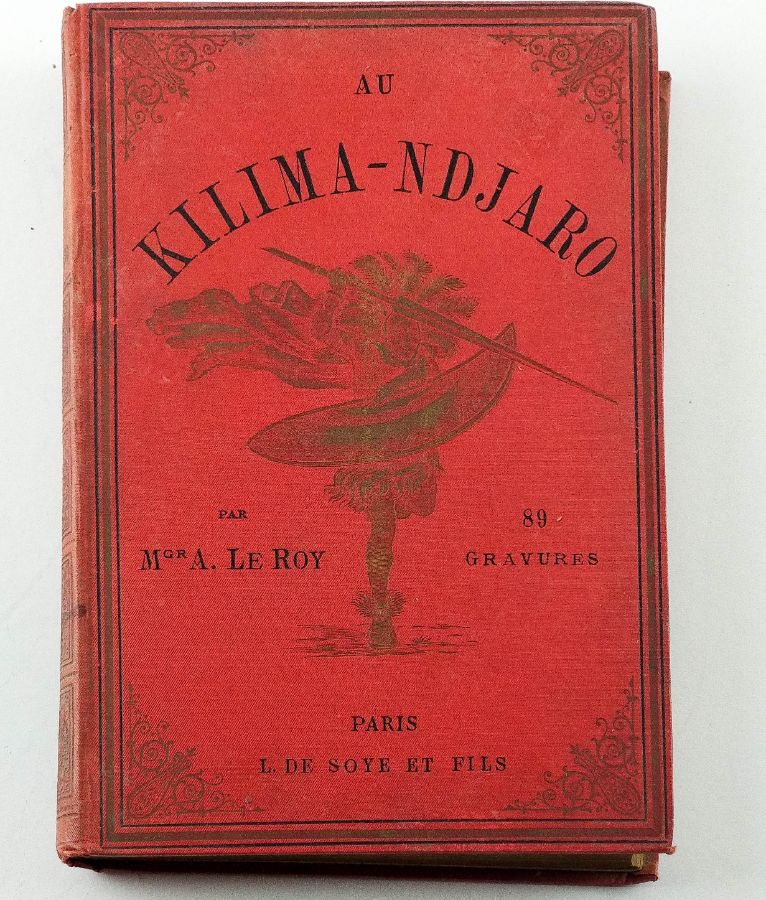 AU
KILIMA-NDJARO
PAR
MGR A. LE ROY
89
GRAVURES
PARIS
L. DE SOYE ET FILS